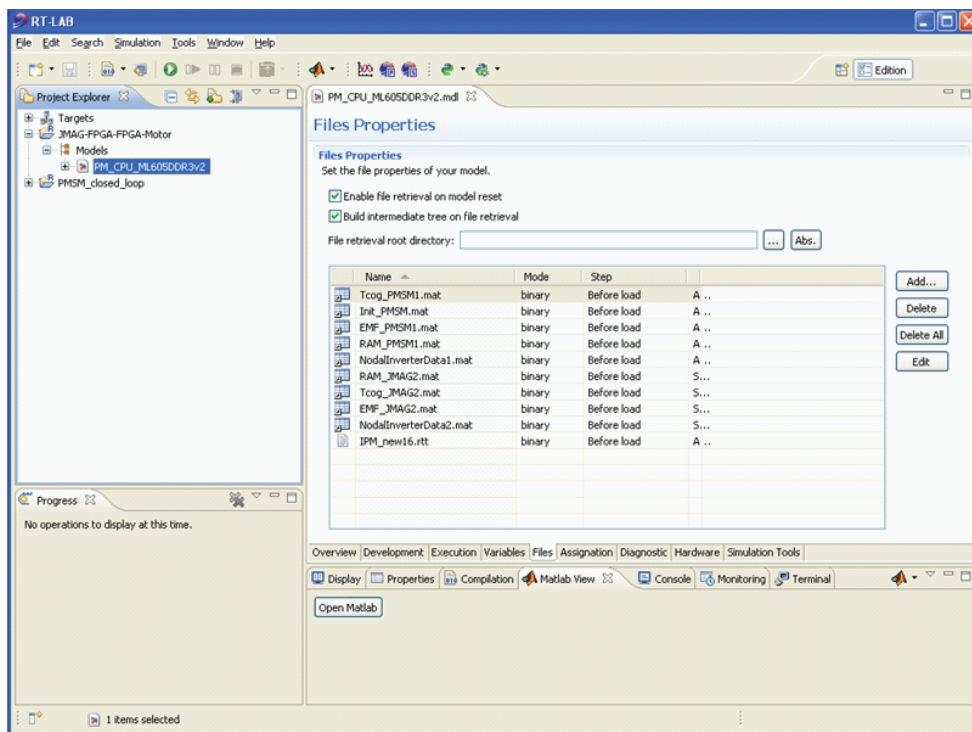 RT-LAB
File Edit Search Simulation Tools Window Help
Edition
Project Explorer
Targets
JMAG-FPGA-FPGA-Motor
Models
PM_CPU_ML605DDR3v2
PMSM_closed_loop
PM_CPU_ML605DDR3v2.mdl
Files Properties
Files Properties
Set the file properties of your model.
Enable file retrieval on model reset
Build intermediate tree on file retrieval
File retrieval root directory: ... Abs.
Name Mode Step
Tcog_PMSM1.mat binary Before load A ..
Init_PMSM.mat binary Before load A ..
EMF_PMSM1.mat binary Before load A ..
RAM_PMSM1.mat binary Before load A ..
NodalInverterData1.mat binary Before load A ..
RAM_JMAG2.mat binary Before load S...
Tcog_JMAG2.mat binary Before load S...
EMF_JMAG2.mat binary Before load S...
NodalInverterData2.mat binary Before load S...
IPM_new16.rtt binary Before load A ..
Add...
Delete
Delete All
Edit
Overview Development Execution Variables Files Assignation Diagnostic Hardware Simulation Tools
Progress
No operations to display at this time.
Display Properties Compilation Matlab View Console Monitoring Terminal
Open Matlab
1 items selected